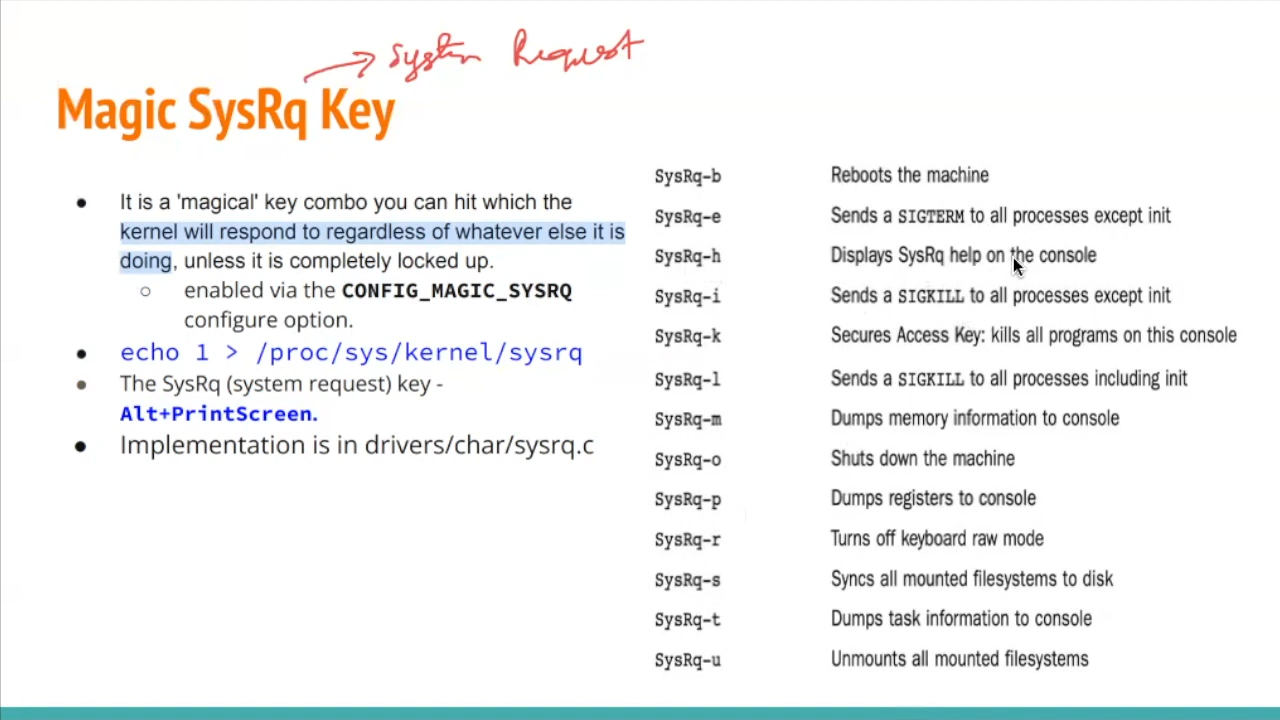 System Request
Magic SysRq Key
● It is a 'magical' key combo you can hit which the
kernel will respond to regardless of whatever else it is
doing, unless it is completely locked up.
○ enabled via the CONFIG_MAGIC_SYSRQ
configure option.
● echo 1 > /proc/sys/kernel/sysrq
● The SysRq (system request) key -
Alt+PrintScreen.
● Implementation is in drivers/char/sysrq.c
SysRq-b Reboots the machine
SysRq-e Sends a SIGTERM to all processes except init
SysRq-h Displays SysRq help on the console
SysRq-i Sends a SIGKILL to all processes except init
SysRq-k Secures Access Key: kills all programs on this console
SysRq-l Sends a SIGKILL to all processes including init
SysRq-m Dumps memory information to console
SysRq-o Shuts down the machine
SysRq-p Dumps registers to console
SysRq-r Turns off keyboard raw mode
SysRq-s Syncs all mounted filesystems to disk
SysRq-t Dumps task information to console
SysRq-u Unmounts all mounted filesystems